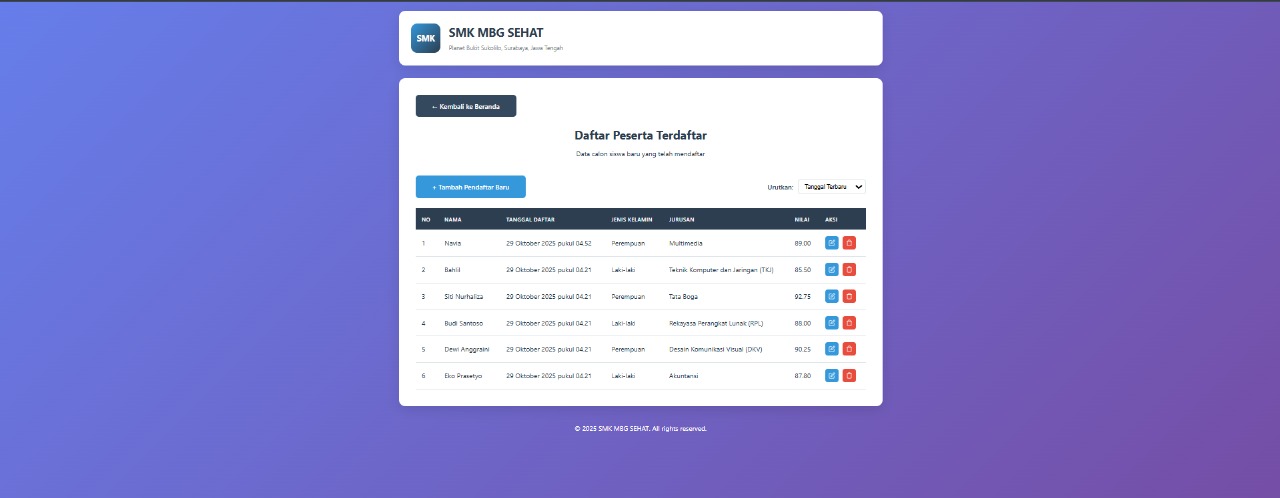 SMK
SMK MBG SEHAT
Planet Bukit Sukolilo, Surabaya, Jawa Tengah
← Kembali ke Beranda
Daftar Peserta Terdaftar
Data calon siswa baru yang telah mendaftar
+ Tambah Pendaftar Baru
Urutkan: Tanggal Terbaru
NO NAMA TANGGAL DAFTAR JENIS KELAMIN JURUSAN NILAI AKSI
1 Navia 29 Oktober 2025 pukul 04.52 Perempuan Multimedia 89.00
2 Bahlil 29 Oktober 2025 pukul 04.21 Laki-laki Teknik Komputer dan Jaringan (TKJ) 85.50
3 Siti Nurhaliza 29 Oktober 2025 pukul 04.21 Perempuan Tata Boga 92.75
4 Budi Santoso 29 Oktober 2025 pukul 04.21 Laki-laki Rekayasa Perangkat Lunak (RPL) 88.00
5 Dewi Anggraini 29 Oktober 2025 pukul 04.21 Perempuan Desain Komunikasi Visual (DKV) 90.25
6 Eko Prasetyo 29 Oktober 2025 pukul 04.21 Laki-laki Akuntansi 87.80
© 2025 SMK MBG SEHAT. All rights reserved.